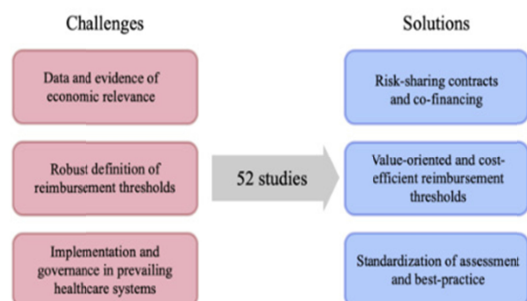 Challenges
Data and evidence of
economic relevance
Robust definition of
reimbursement thresholds
Implementation and
governance in prevailing
healthcare systems
52 studies
Solutions
Risk-sharing contracts
and co-financing
Value-oriented and cost-
efficient reimbursement
thresholds
Standardization of assessment
and best-practice